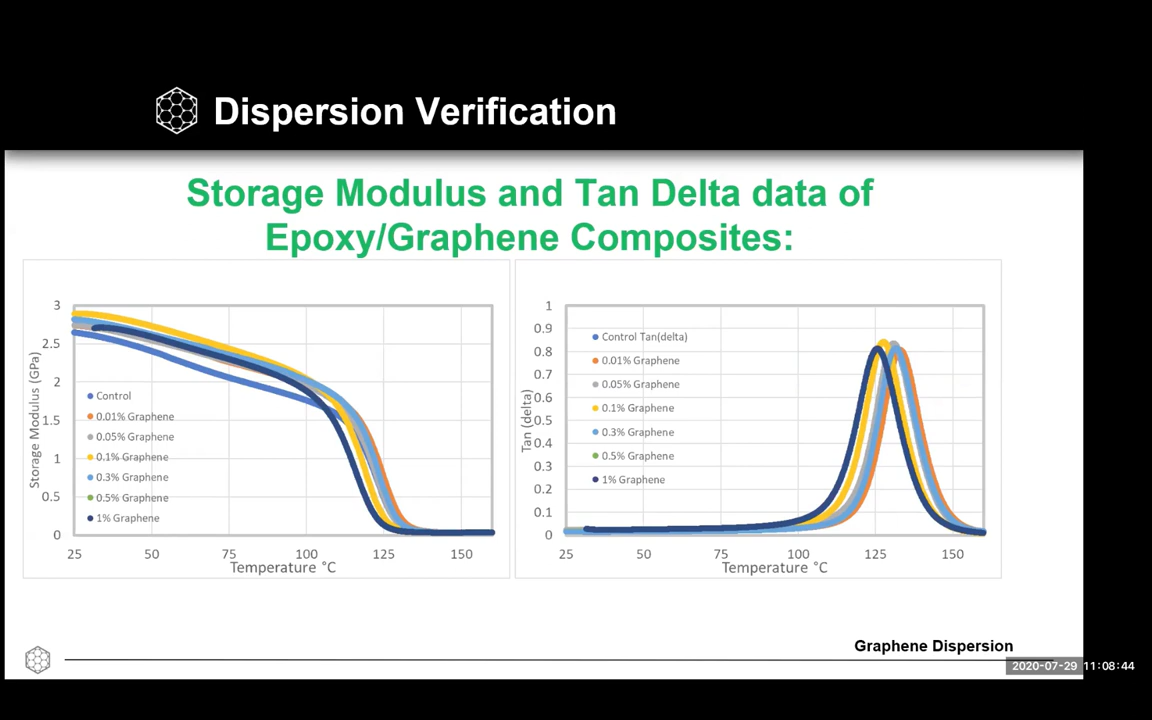 Dispersion Verification
Storage Modulus and Tan Delta data of
Epoxy/Graphene Composites:
3
2.5
2
1.5
1
0.5
0
Storage Modulus (GPa)
Control
0.01% Graphene
0.05% Graphene
0.1% Graphene
0.3% Graphene
0.5% Graphene
1% Graphene
25 50 75 100 125 150
Temperature °C
1
0.9
0.8
0.7
0.6
0.5
0.4
0.3
0.2
0.1
0
Tan (delta)
Control Tan(delta)
0.01% Graphene
0.05% Graphene
0.1% Graphene
0.3% Graphene
0.5% Graphene
1% Graphene
25 50 75 100 125 150
Temperature °C
Graphene Dispersion
2020-07-29 11:08:44